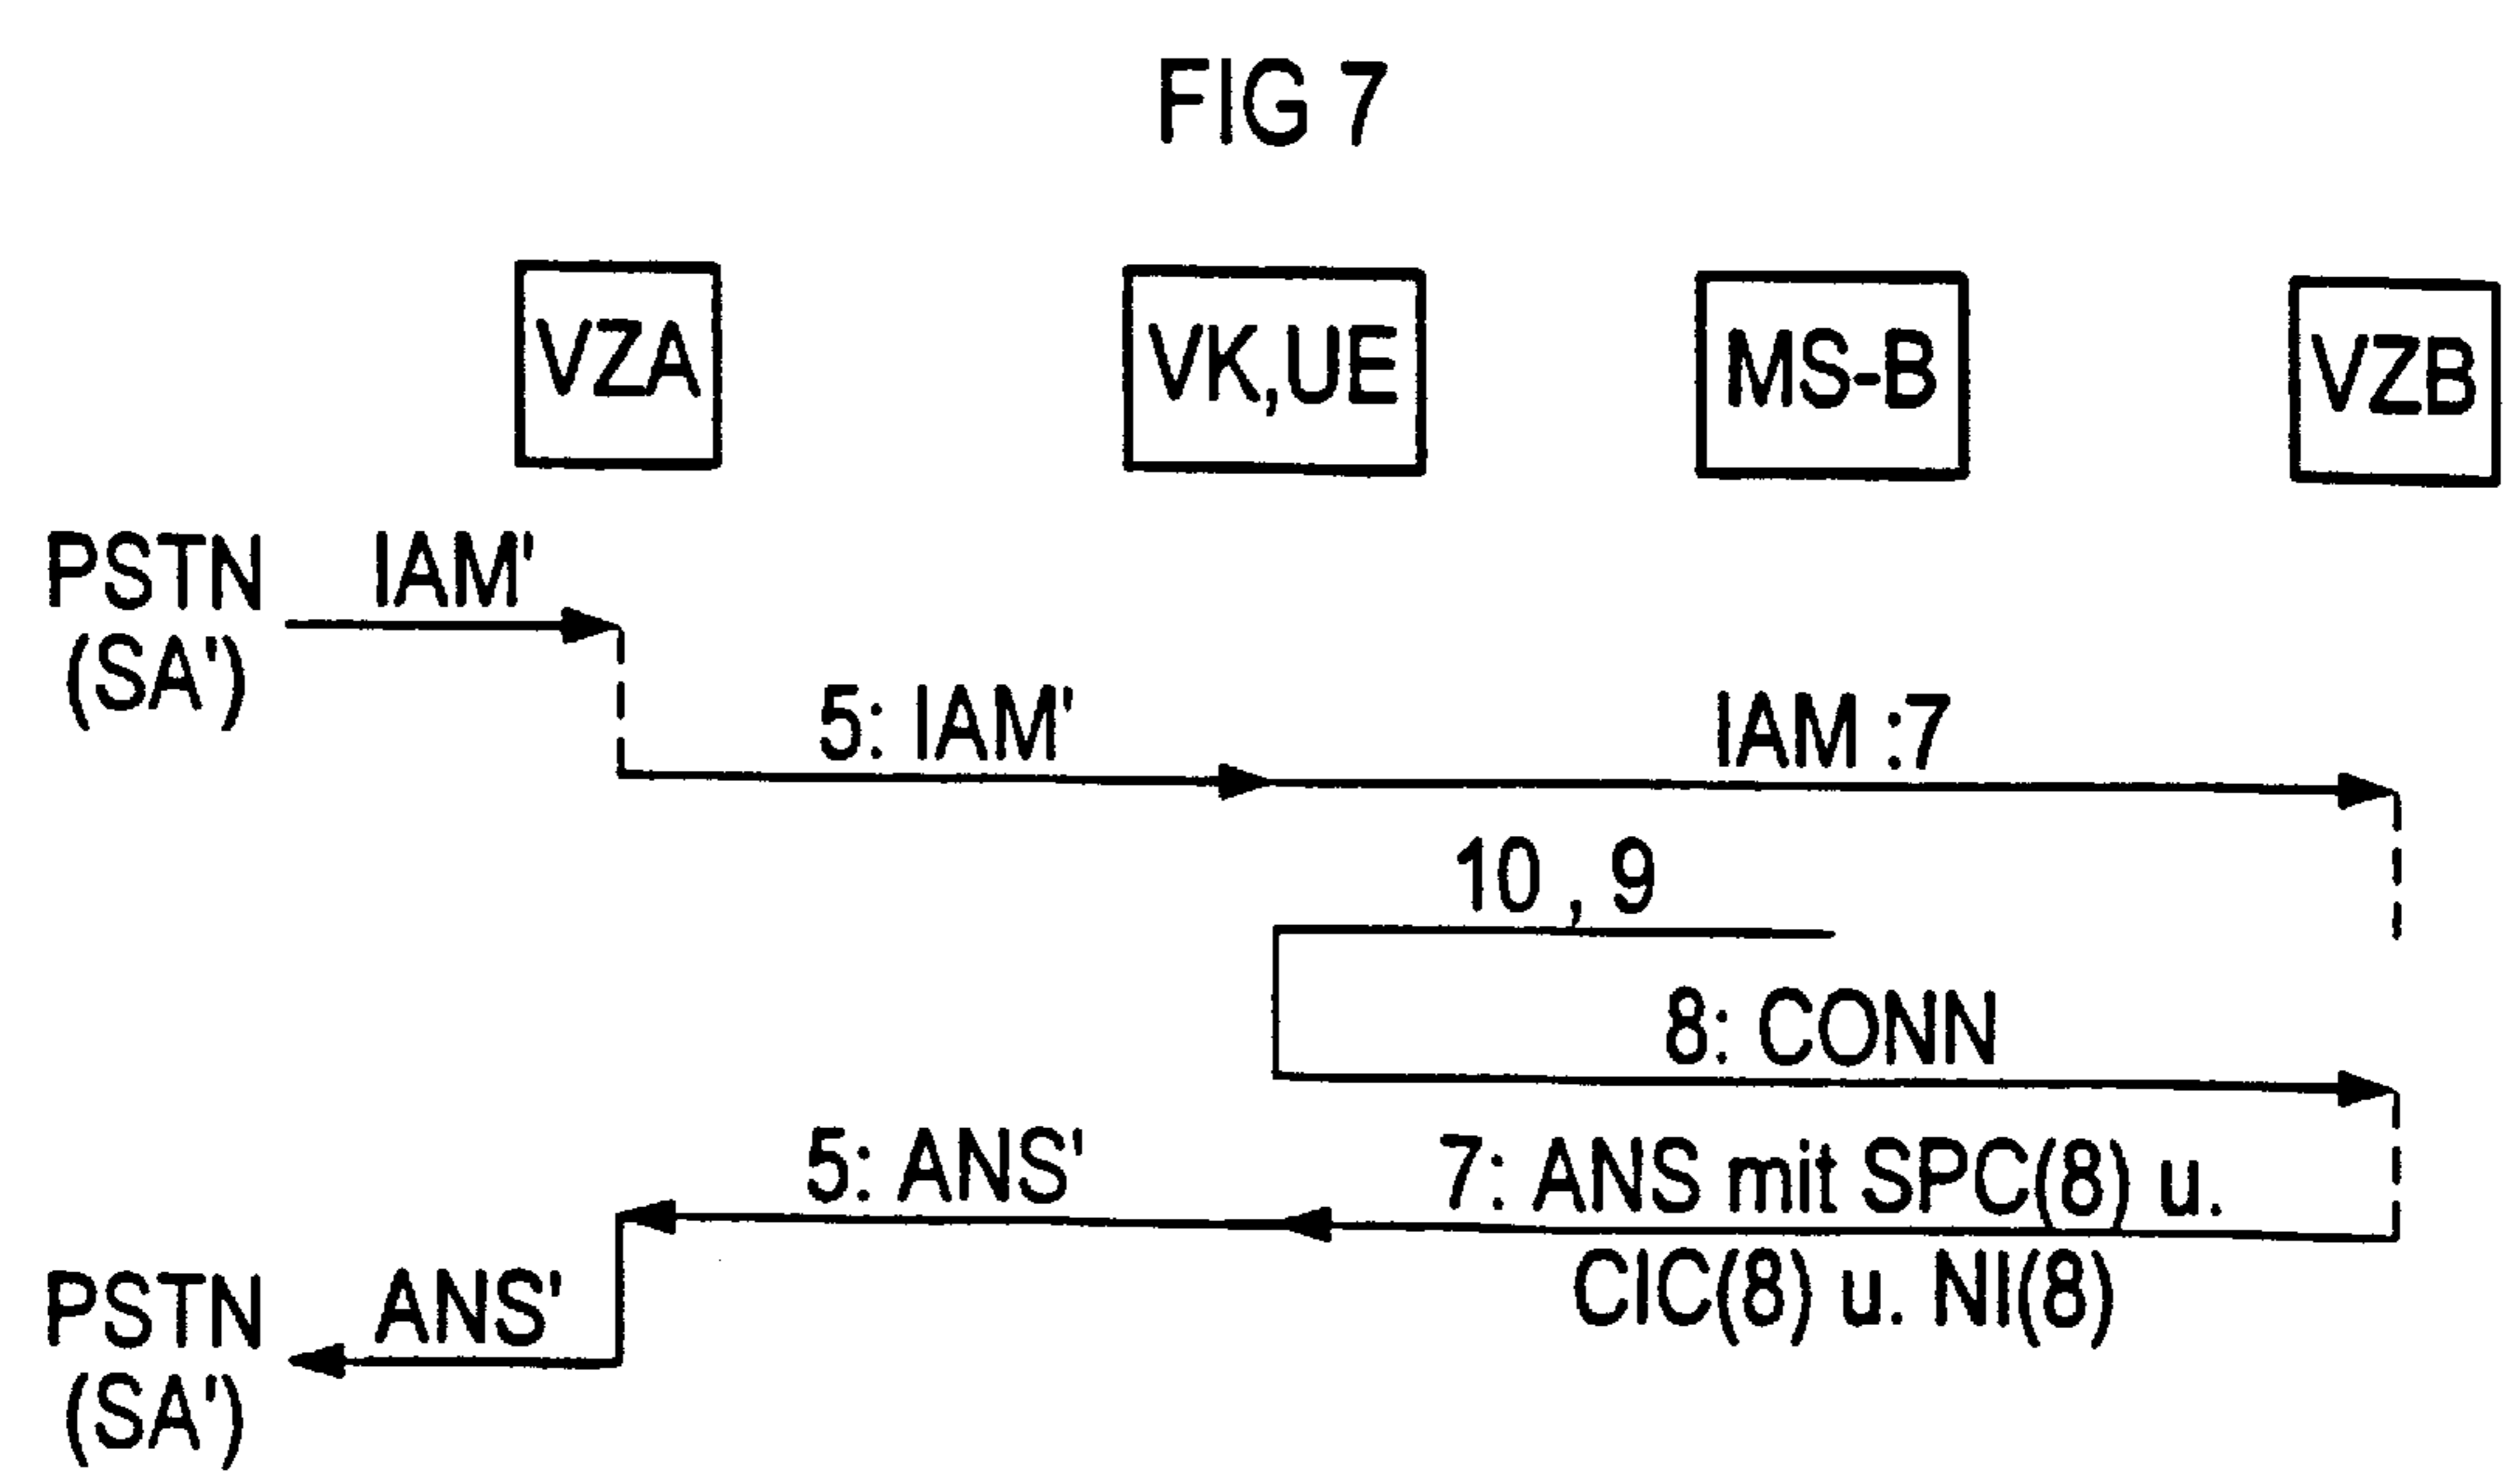 FIG 7
VZA
VK,UE
MS-B
VZB
PSTN
(SA')
IAM'
5: IAM'
IAM :7
10 , 9
8: CONN
5: ANS'
7: ANS mit SPC(8) u.
CIC(8) u. NI(8)
PSTN
(SA')
ANS'